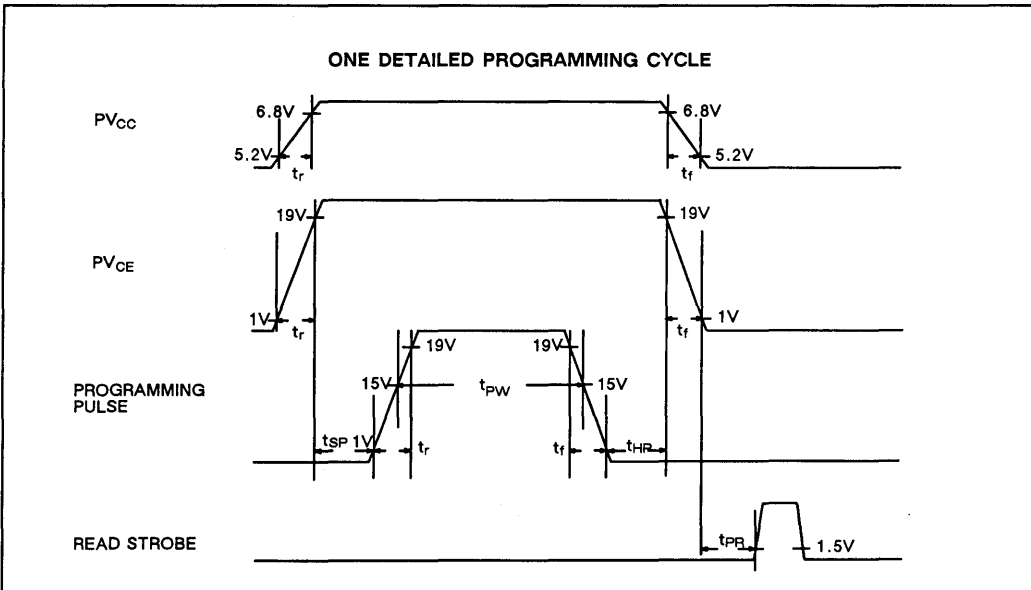 ONE DETAILED PROGRAMMING CYCLE
PVCC
6.8V
6.8V
5.2V
5.2V
tr
tf
PVCE
19V
19V
1V
1V
tr
tf
19V
19V
PROGRAMMING
PULSE
15V
tPW
15V
tSP
1V
tr
tf
tHP
READ STROBE
tPR
1.5V